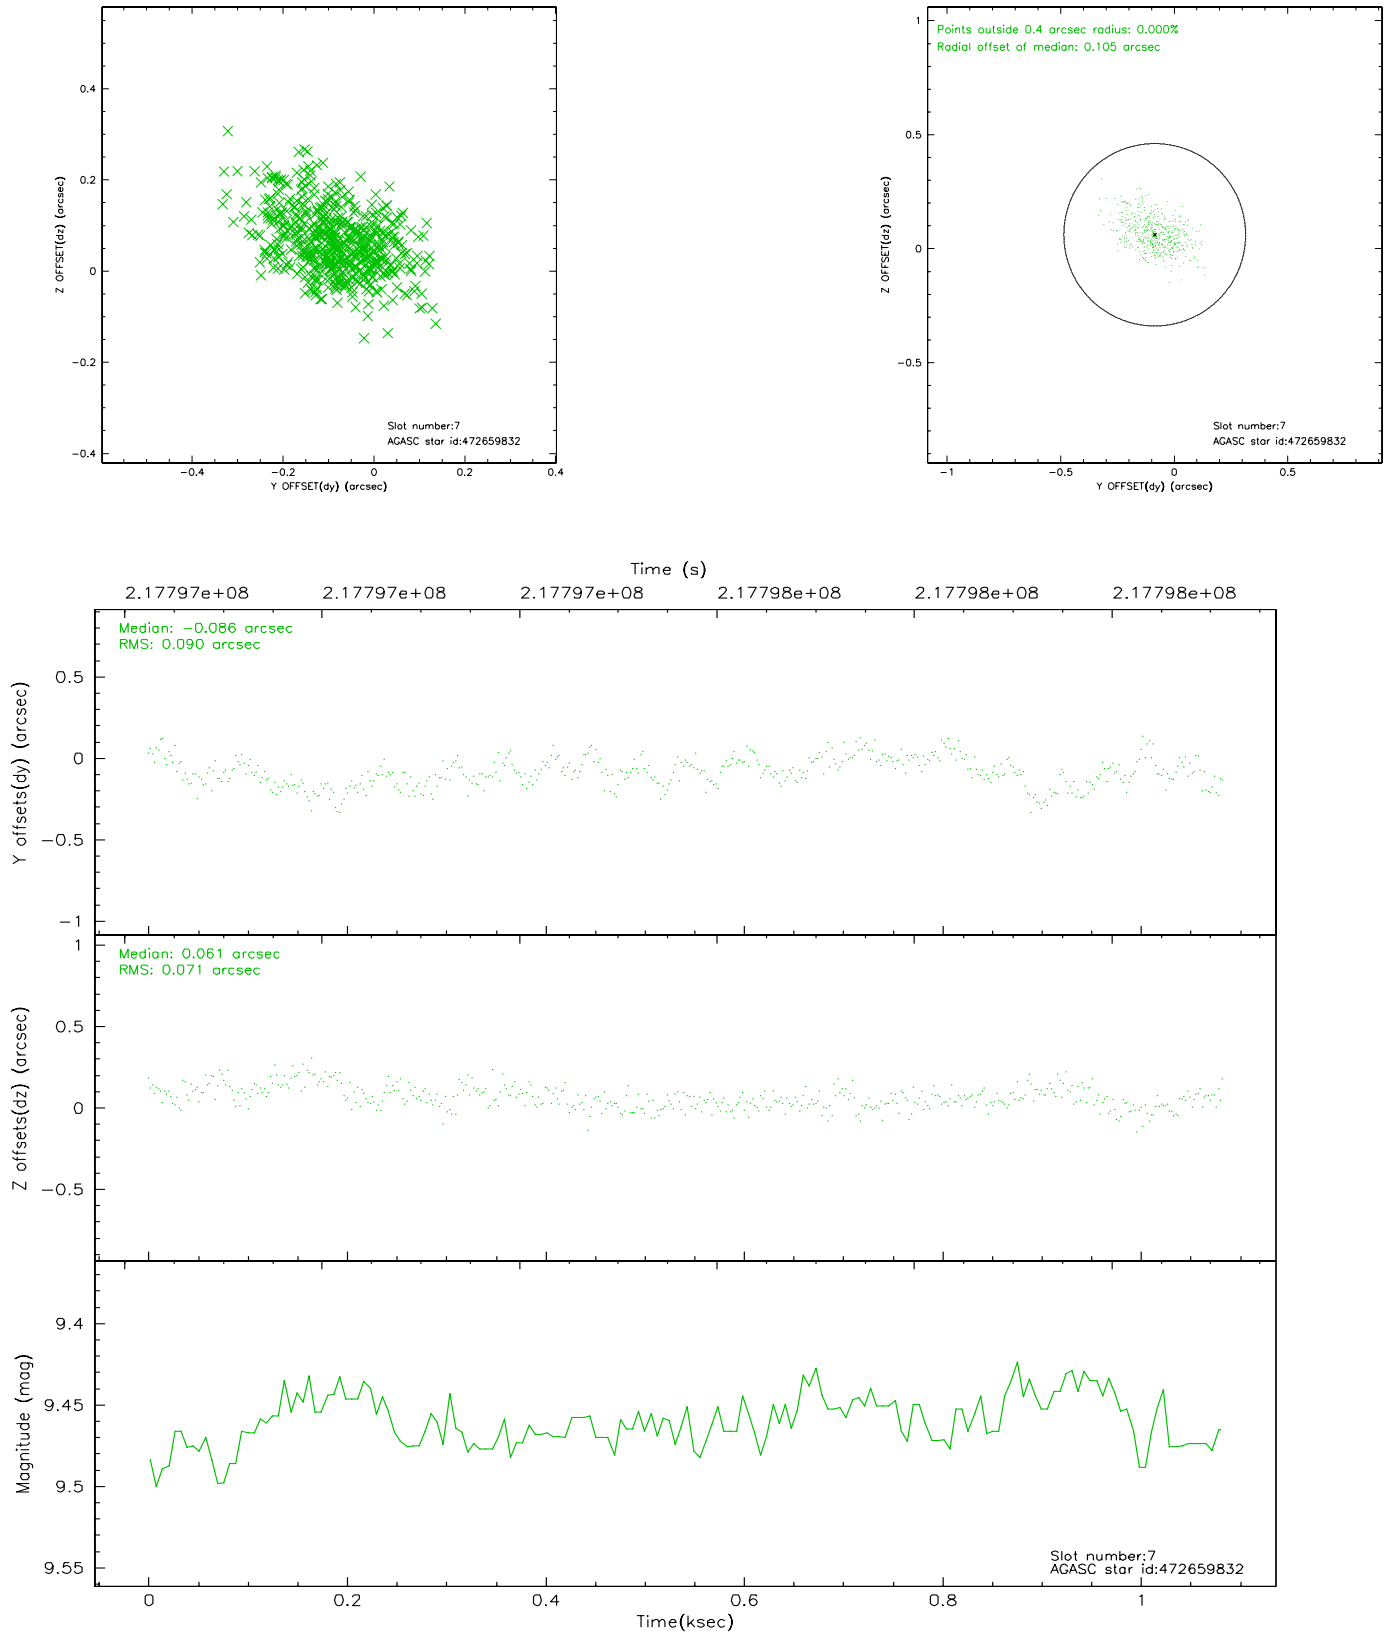 0.4
0.2
0
−0.2
−0.4
Z OFFSET(dz) (arcsec)
Slot number:7
AGASC star id:472659832
−0.4
−0.2
0
0.2
0.4
Y OFFSET(dy) (arcsec)
Points outside 0.4 arcsec radius: 0.000%
Radial offset of median: 0.105 arcsec
1
0.5
0
−0.5
Z OFFSET(dz) (arcsec)
Slot number:7
AGASC star id:472659832
−1
−0.5
0
0.5
Y OFFSET(dy) (arcsec)
Time (s)
2.17797e+08 2.17797e+08 2.17797e+08 2.17798e+08 2.17798e+08 2.17798e+08
Median: −0.086 arcsec
RMS: 0.090 arcsec
0.5
0
−0.5
−1
Y offsets(dy) (arcsec)
Median: 0.061 arcsec
RMS: 0.071 arcsec
1
0.5
0
−0.5
Z offsets(dz) (arcsec)
9.4
9.45
9.5
9.55
Magnitude (mag)
Slot number:7
AGASC star id:472659832
0 0.2 0.4 0.6 0.8 1
Time(ksec)